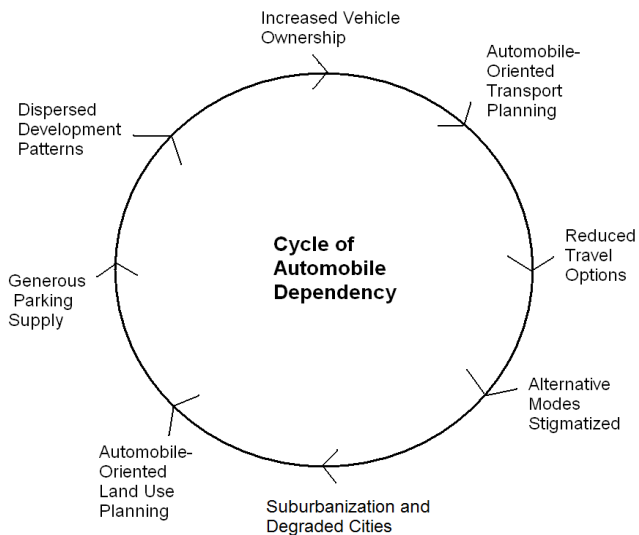 Increased Vehicle
Ownership
Automobile-
Oriented
Transport
Planning
Reduced
Travel
Options
Alternative
Modes
Stigmatized
Suburbanization and
Degraded Cities
Automobile-
Oriented
Land Use
Planning
Generous
Parking
Supply
Dispersed
Development
Patterns
Cycle of
Automobile
Dependency